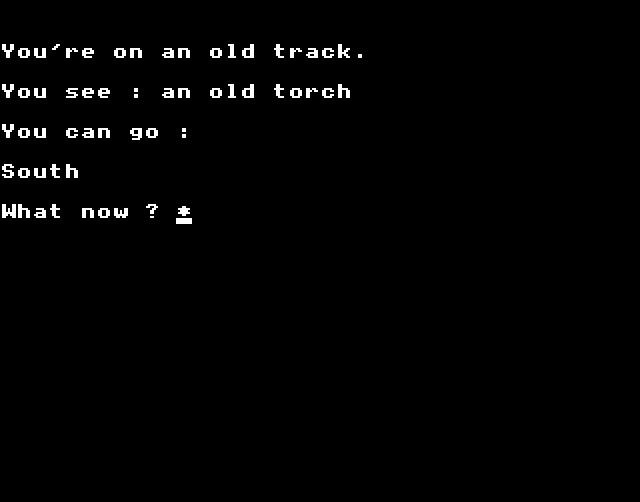 You're on an old track.
You see : an old torch
You can go :
South
What now ? *